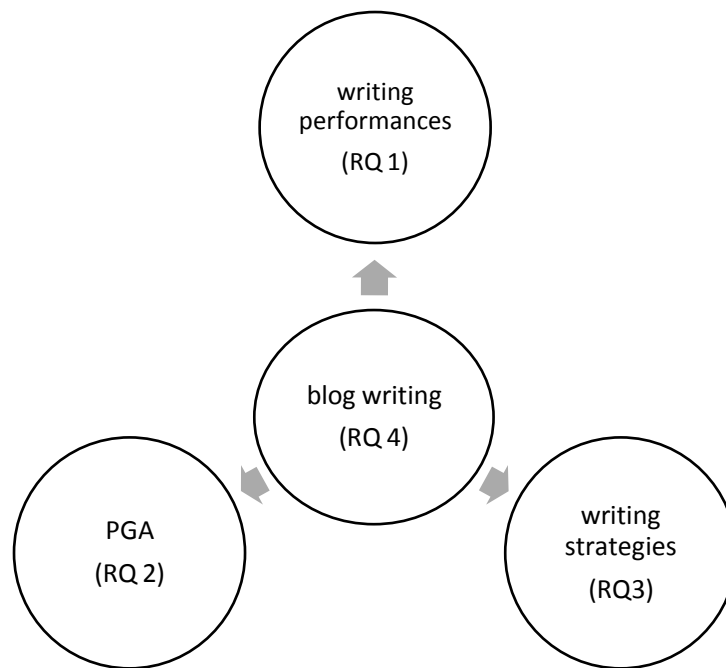 writing
performances
(RQ 1)
blog writing
(RQ 4)
PGA
(RQ 2)
writing
strategies
(RQ3)